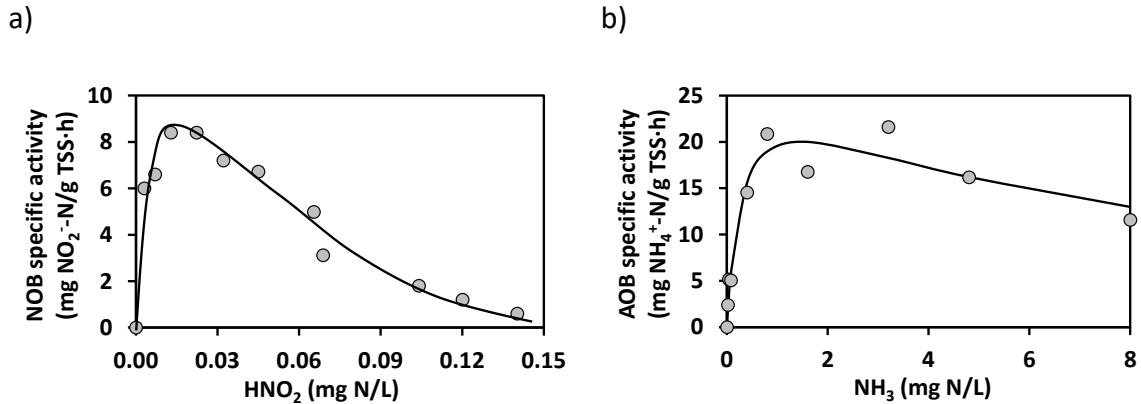 a)
b)
NOB specific activity
(mg NO₂⁻-N/g TSS·h)
10
8
6
4
2
0
0.00
0.03
0.06
0.09
0.12
0.15
HNO₂ (mg N/L)
AOB specific activity
(mg NH₄⁺-N/g TSS·h)
25
20
15
10
5
0
0
2
4
6
8
NH₃ (mg N/L)